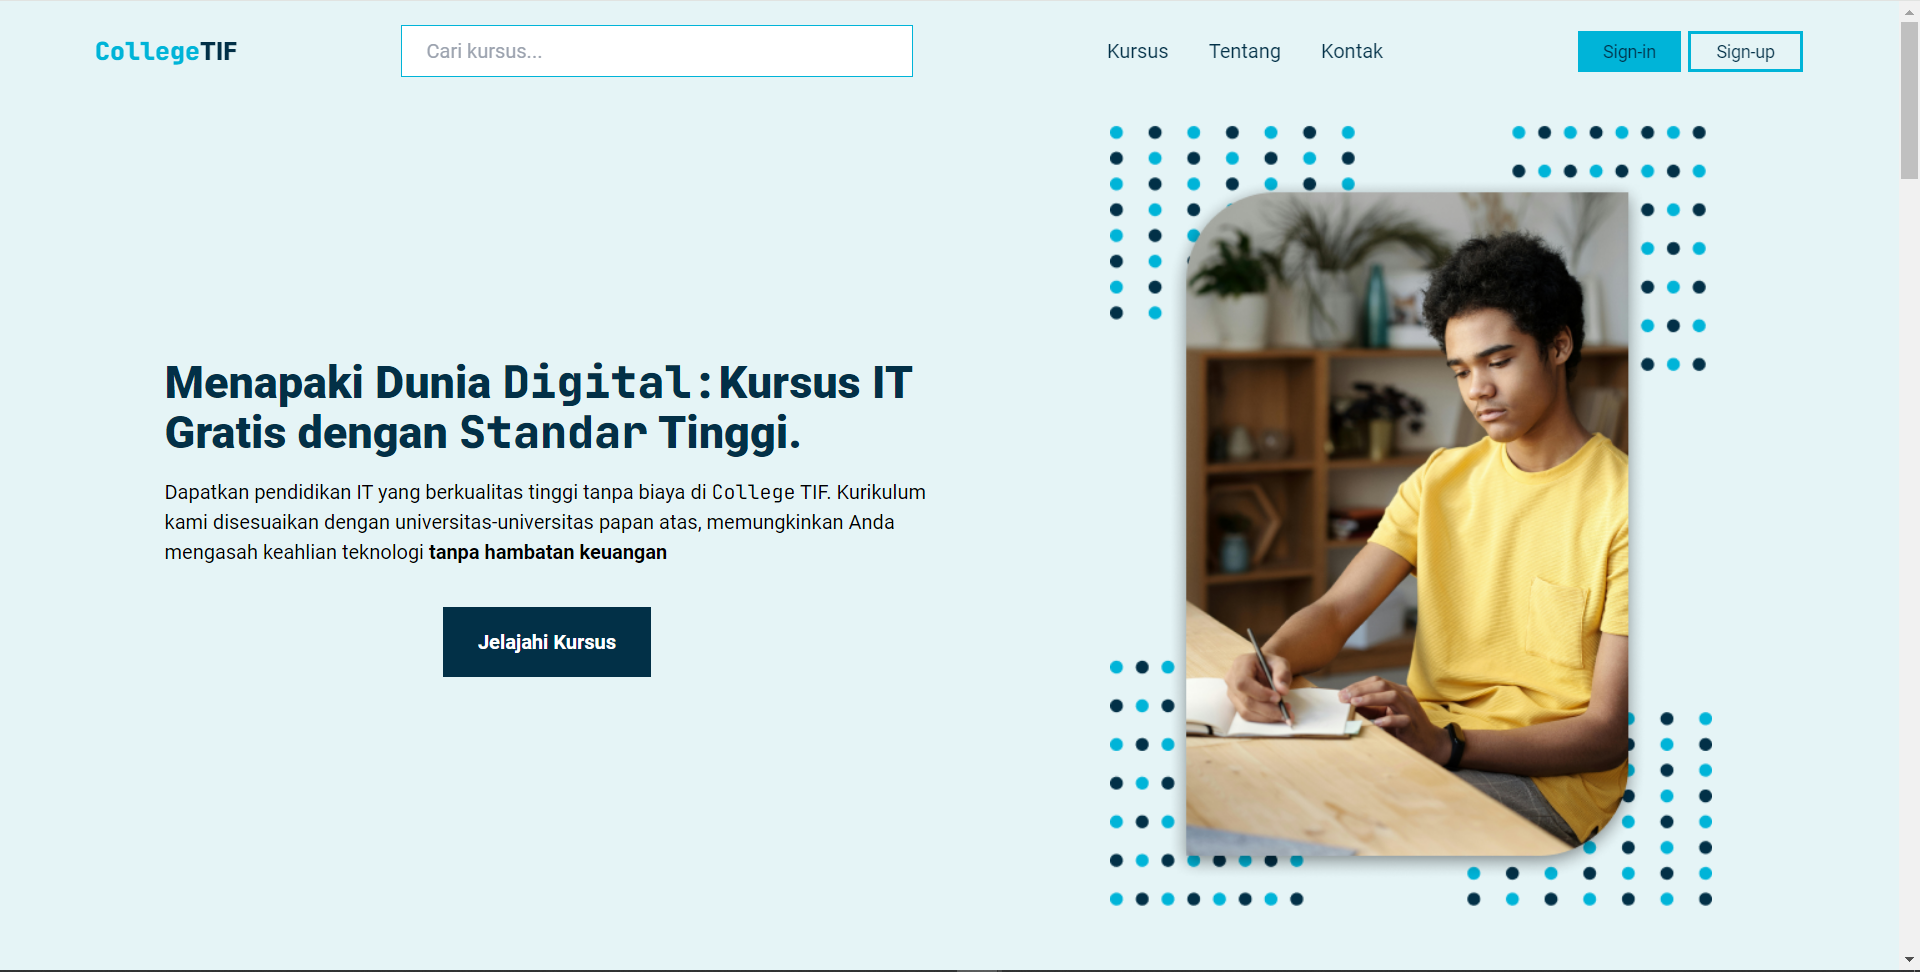 CollegeTIF
Cari kursus...
Kursus
Tentang
Kontak
Sign-in
Sign-up
Menapaki Dunia Digital:Kursus IT
Gratis dengan Standar Tinggi.
Dapatkan pendidikan IT yang berkualitas tinggi tanpa biaya di College TIF. Kurikulum
kami disesuaikan dengan universitas-universitas papan atas, memungkinkan Anda
mengasah keahlian teknologi tanpa hambatan keuangan
Jelajahi Kursus